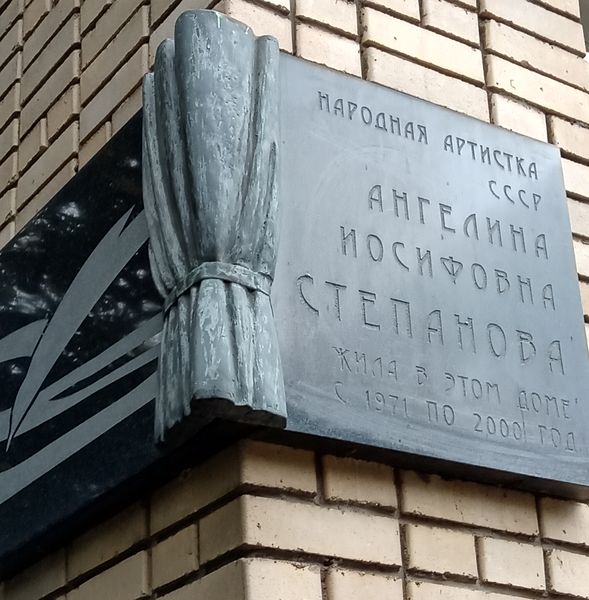 НАРОДНАЯ АРТИСТКА
СССР
АНГЕЛИНА
ИОСИФОВНА
СТЕПАНОВА
ЖИЛА В ЭТОМ ДОМЕ
С 1971 ПО 2000 ГОД